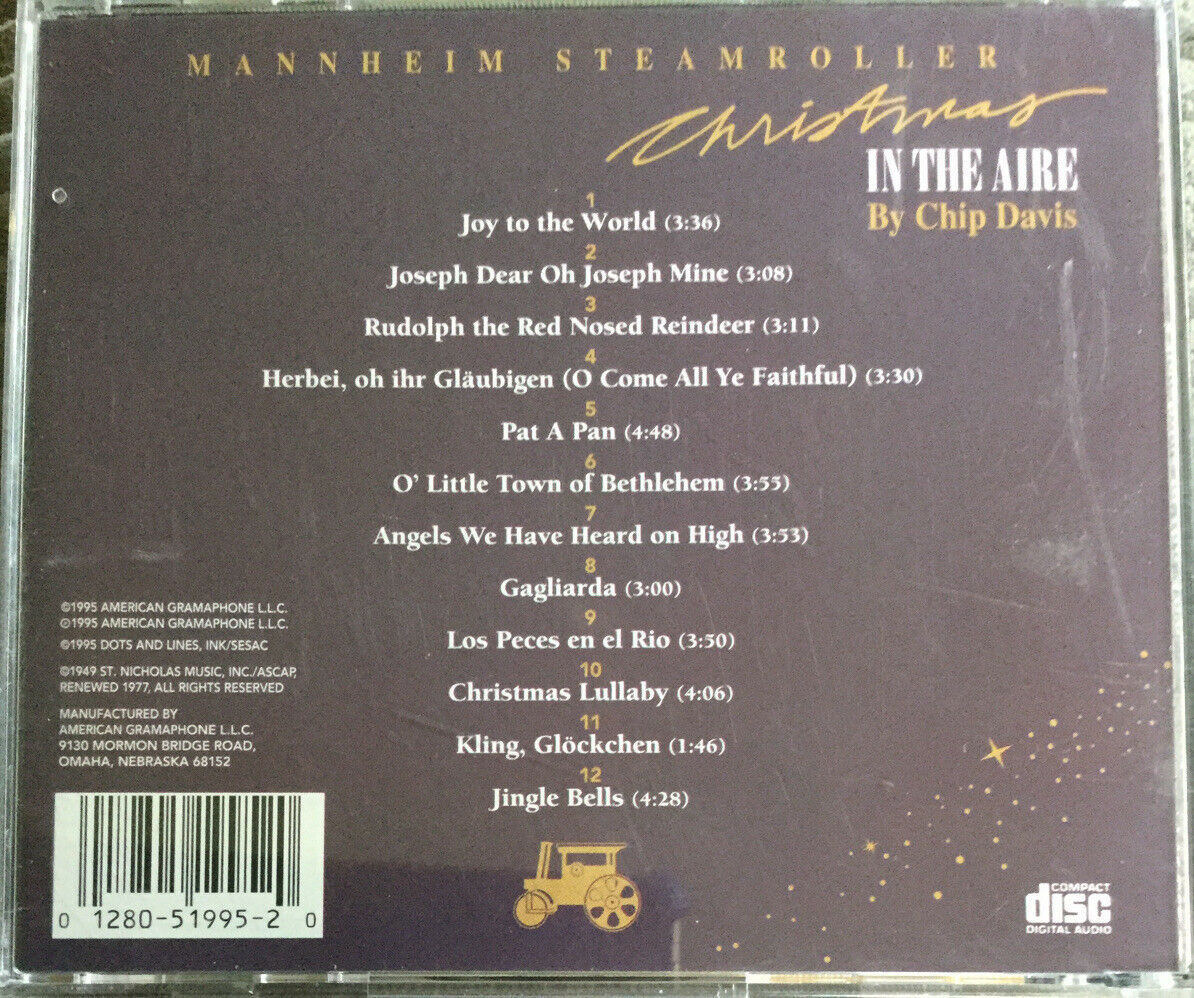 MANNHEIM STEAMROLLER
Christmas
IN THE AIRE
By Chip Davis
1
Joy to the World (3:36)
2
Joseph Dear Oh Joseph Mine (3:08)
3
Rudolph the Red Nosed Reindeer (3:11)
4
Herbei, oh ihr Gläubigen (O Come All Ye Faithful) (3:30)
5
Pat A Pan (4:48)
6
O' Little Town of Bethlehem (3:55)
7
Angels We Have Heard on High (3:53)
8
Gagliarda (3:00)
9
Los Peces en el Rio (3:50)
10
Christmas Lullaby (4:06)
11
Kling, Glöckchen (1:46)
12
Jingle Bells (4:28)
©1995 AMERICAN GRAMAPHONE L.L.C.
℗1995 AMERICAN GRAMAPHONE L.L.C.
©1995 DOTS AND LINES, INK/SESAC
©1949 ST. NICHOLAS MUSIC, INC./ASCAP,
RENEWED 1977, ALL RIGHTS RESERVED
MANUFACTURED BY
AMERICAN GRAMAPHONE L.L.C.
9130 MORMON BRIDGE ROAD,
OMAHA, NEBRASKA 68152
0 1280-51995-2 0
COMPACT
disc
DIGITAL AUDIO